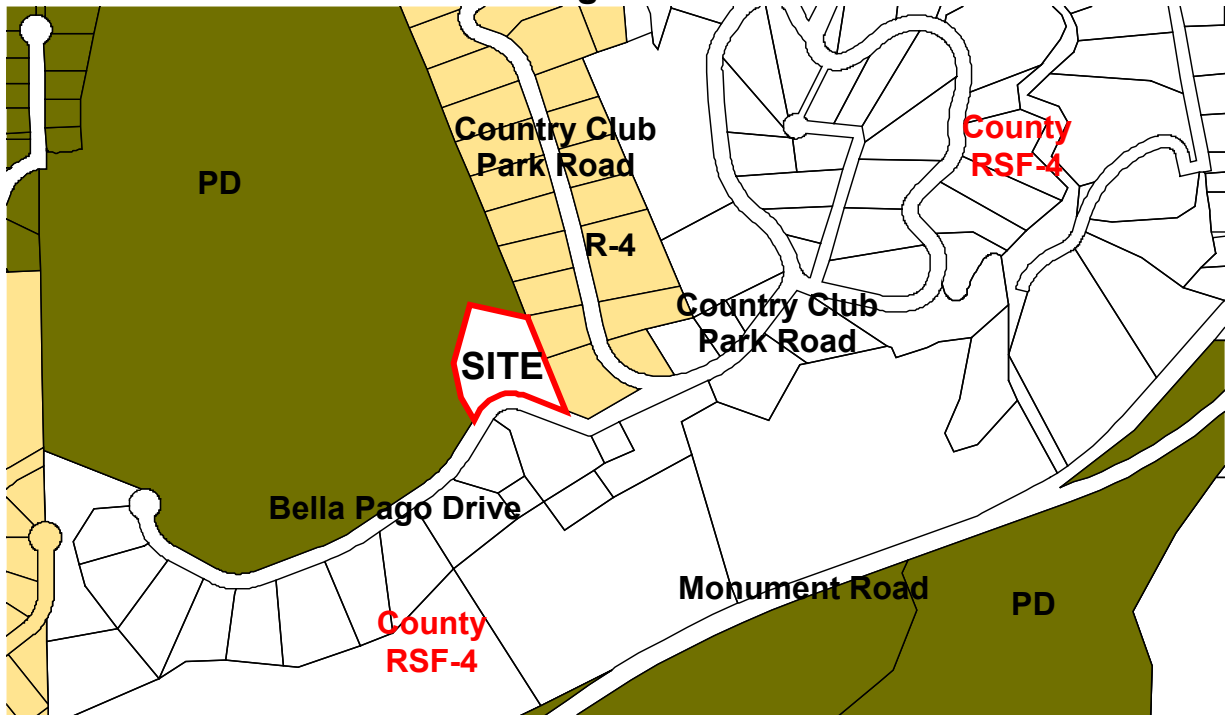 Country Club
Park Road
County
RSF-4
PD
R-4
Country Club
Park Road
SITE
Bella Pago Drive
Monument Road
PD
County
RSF-4